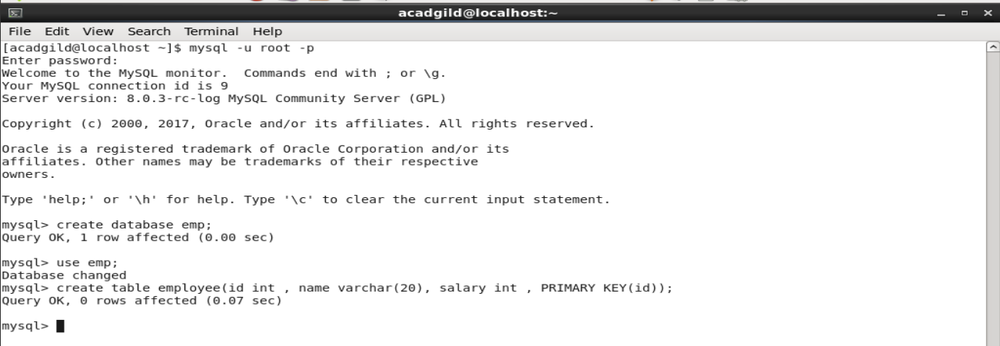 acadgild@localhost:~
File Edit View Search Terminal Help
[acadgild@localhost ~]$ mysql -u root -p
Enter password:
Welcome to the MySQL monitor.  Commands end with ; or \g.
Your MySQL connection id is 9
Server version: 8.0.3-rc-log MySQL Community Server (GPL)
Copyright (c) 2000, 2017, Oracle and/or its affiliates. All rights reserved.
Oracle is a registered trademark of Oracle Corporation and/or its
affiliates. Other names may be trademarks of their respective
owners.
Type 'help;' or '\h' for help. Type '\c' to clear the current input statement.
mysql> create database emp;
Query OK, 1 row affected (0.00 sec)
mysql> use emp;
Database changed
mysql> create table employee(id int , name varchar(20), salary int , PRIMARY KEY(id));
Query OK, 0 rows affected (0.07 sec)
mysql>